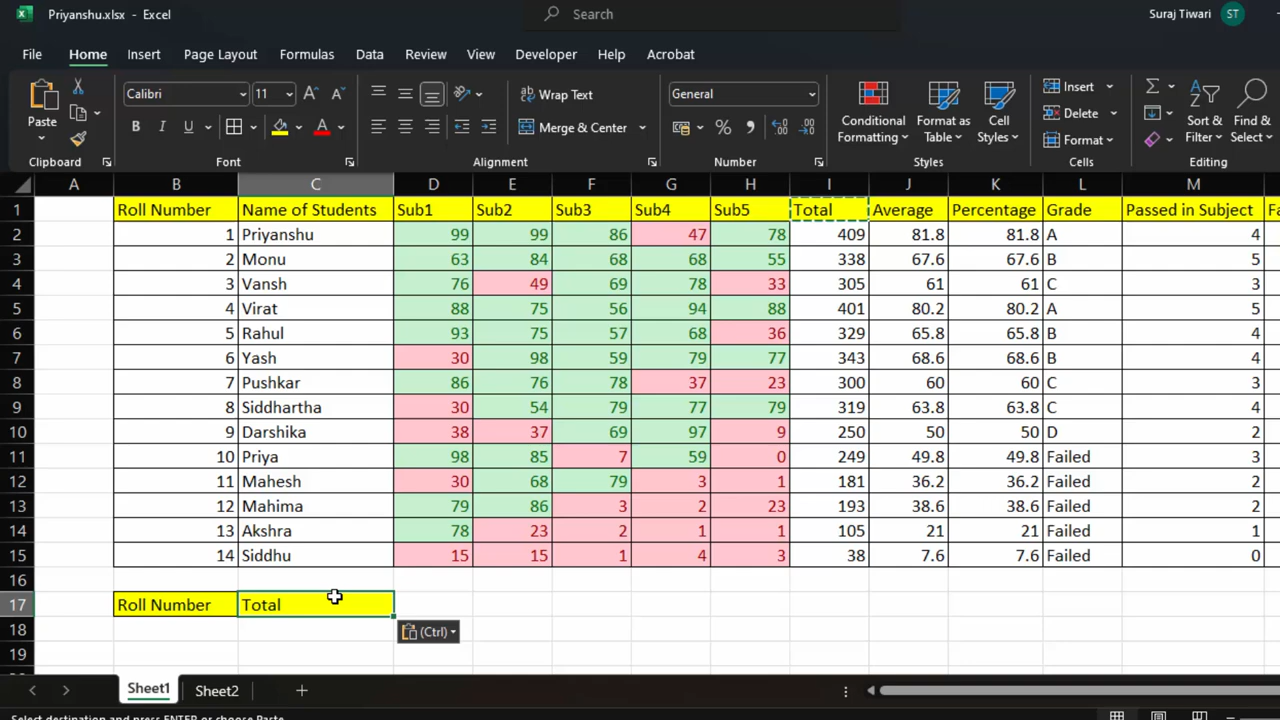 Priyanshu.xlsx - Excel
Search
Suraj Tiwari ST
File Home Insert Page Layout Formulas Data Review View Developer Help Acrobat
Paste
Calibri 11
Wrap Text
Merge & Center
General
Conditional Formatting
Format as Table
Cell Styles
Insert
Delete
Format
Sort & Filter
Find & Select
Clipboard Font Alignment Number Styles Cells Editing
A B C D E F G H I J K L M
1 Roll Number Name of Students Sub1 Sub2 Sub3 Sub4 Sub5 Total Average Percentage Grade Passed in Subject
2 1 Priyanshu 99 99 86 47 78 409 81.8 81.8 A 4
3 2 Monu 63 84 68 68 55 338 67.6 67.6 B 5
4 3 Vansh 76 49 69 78 33 305 61 61 C 3
5 4 Virat 88 75 56 94 88 401 80.2 80.2 A 5
6 5 Rahul 93 75 57 68 36 329 65.8 65.8 B 4
7 6 Yash 30 98 59 79 77 343 68.6 68.6 B 4
8 7 Pushkar 86 76 78 37 23 300 60 60 C 3
9 8 Siddhartha 30 54 79 77 79 319 63.8 63.8 C 4
10 9 Darshika 38 37 69 97 9 250 50 50 D 2
11 10 Priya 98 85 7 59 0 249 49.8 49.8 Failed 3
12 11 Mahesh 30 68 79 3 1 181 36.2 36.2 Failed 2
13 12 Mahima 79 86 3 2 23 193 38.6 38.6 Failed 2
14 13 Akshra 78 23 2 1 1 105 21 21 Failed 1
15 14 Siddhu 15 15 1 4 3 38 7.6 7.6 Failed 0
16
17 Roll Number Total
18 (Ctrl)
19
Sheet1 Sheet2
Select destination and press ENTER or choose Paste